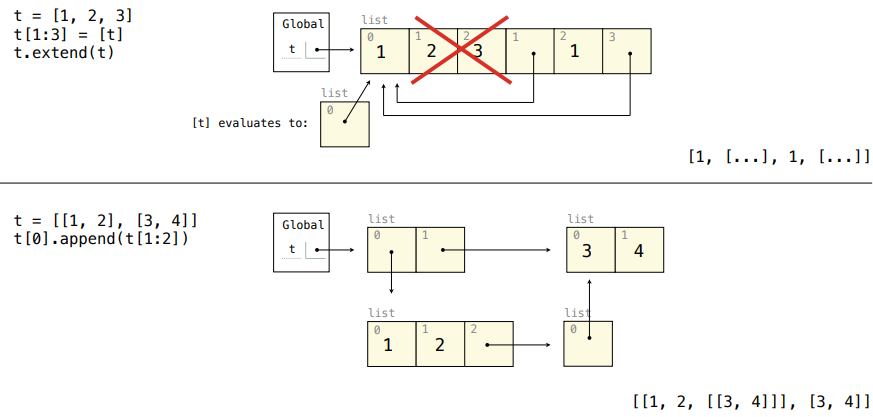 t = [1, 2, 3]
t[1:3] = [t]
t.extend(t)
Global
t
list
0 1 2 1 2 3
1 2 3 1
list
0
[t] evaluates to:
[1, [...], 1, [...]]
t = [[1, 2], [3, 4]]
t[0].append(t[1:2])
Global
t
list
0 1
list
0 1
3 4
list
0 1 2
1 2
list
0
[[1, 2, [[3, 4]]], [3, 4]]